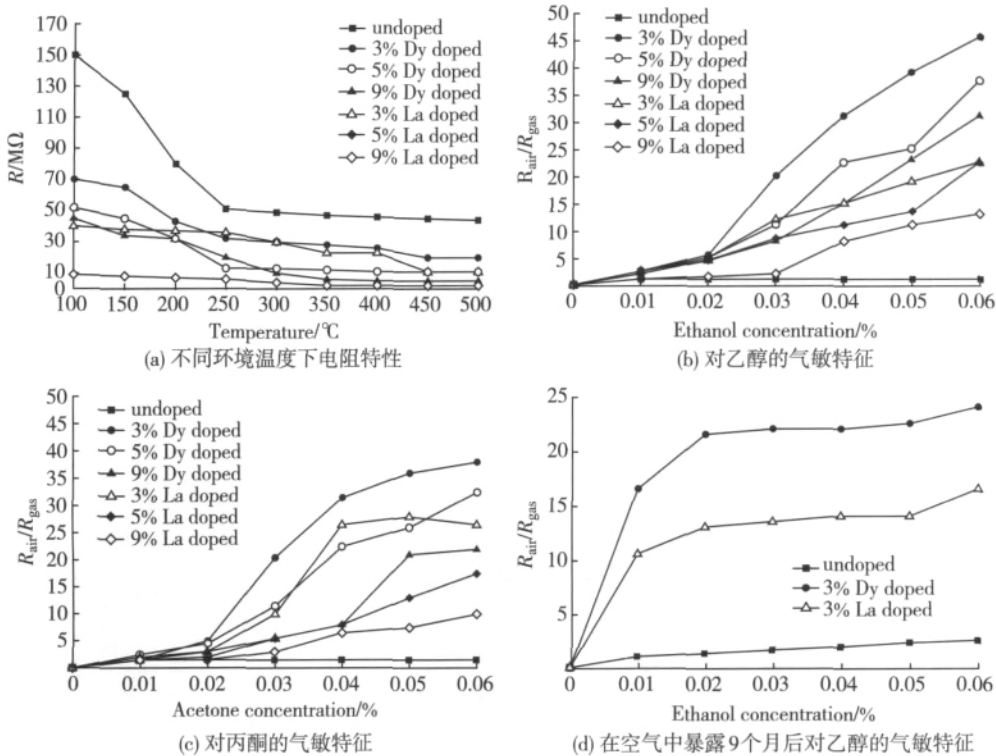 170
150
130
110
90
70
50
30
10
0
R/MΩ
100 150 200 250 300 350 400 450 500
Temperature/℃
undoped
3% Dy doped
5% Dy doped
9% Dy doped
3% La doped
5% La doped
9% La doped
(a) 不同环境温度下电阻特性
50
45
40
35
30
25
20
15
10
5
Rair/Rgas
0 0.01 0.02 0.03 0.04 0.05 0.06
Ethanol concentration/%
undoped
3% Dy doped
5% Dy doped
9% Dy doped
3% La doped
5% La doped
9% La doped
(b) 对乙醇的气敏特征
50
45
40
35
30
25
20
15
10
5
Rair/Rgas
0 0.01 0.02 0.03 0.04 0.05 0.06
Acetone concentration/%
undoped
3% Dy doped
5% Dy doped
9% Dy doped
3% La doped
5% La doped
9% La doped
(c) 对丙酮的气敏特征
25
20
15
10
5
Rair/Rgas
0 0.01 0.02 0.03 0.04 0.05 0.06
Ethanol concentration/%
undoped
3% Dy doped
3% La doped
(d) 在空气中暴露9个月后对乙醇的气敏特征